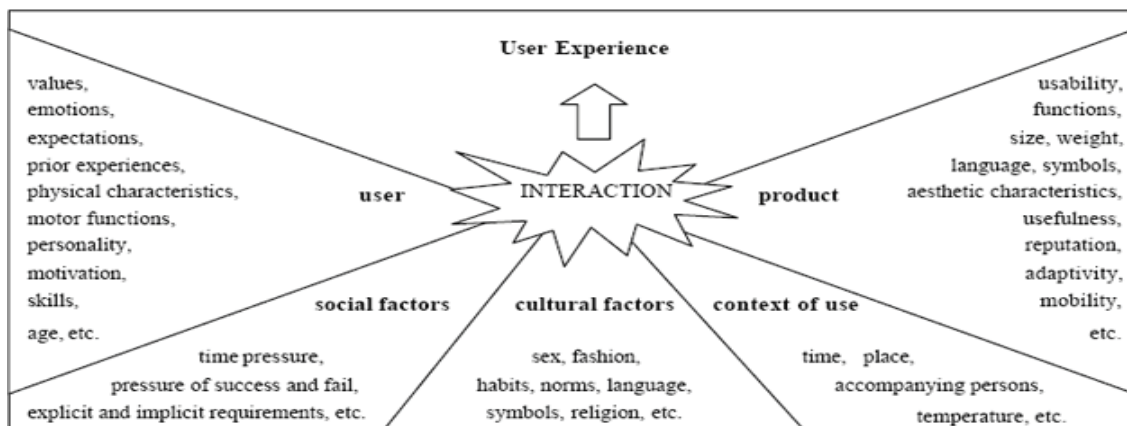 User Experience
values,
emotions,
expectations,
prior experiences,
physical characteristics,
motor functions,
personality,
motivation,
skills,
age, etc.
user
INTERACTION
product
usability,
functions,
size, weight,
language, symbols,
aesthetic characteristics,
usefulness,
reputation,
adaptivity,
mobility,
etc.
social factors
time pressure,
pressure of success and fail,
explicit and implicit requirements, etc.
cultural factors
sex, fashion,
habits, norms, language,
symbols, religion, etc.
context of use
time, place,
accompanying persons,
temperature, etc.